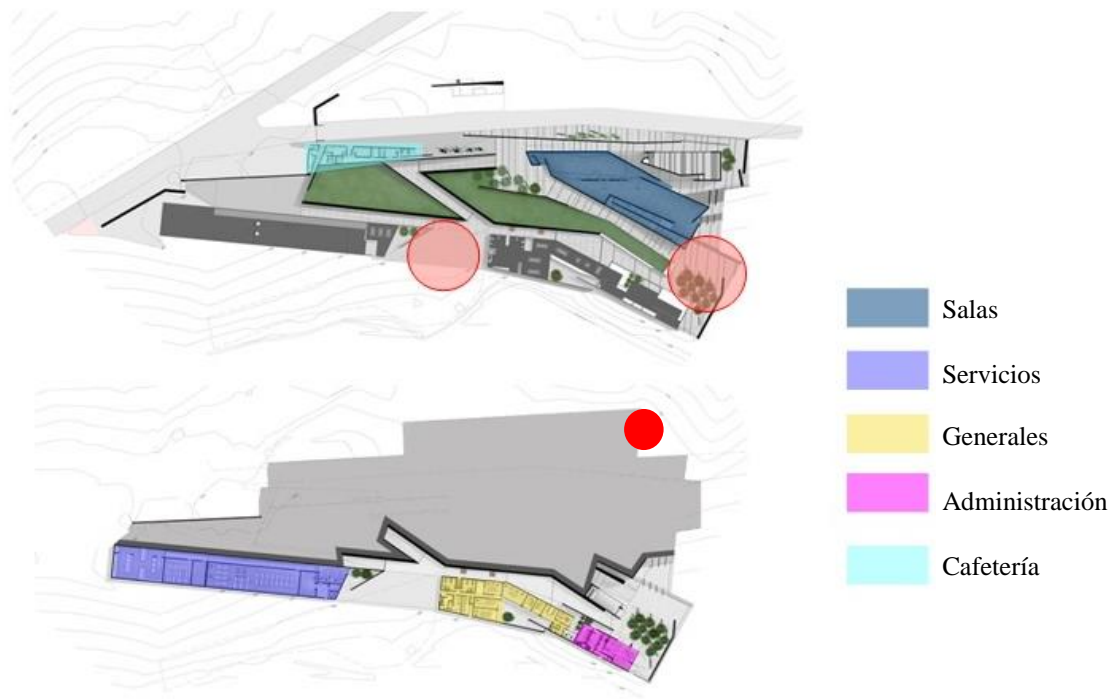 Salas
Servicios
Generales
Administración
Cafetería